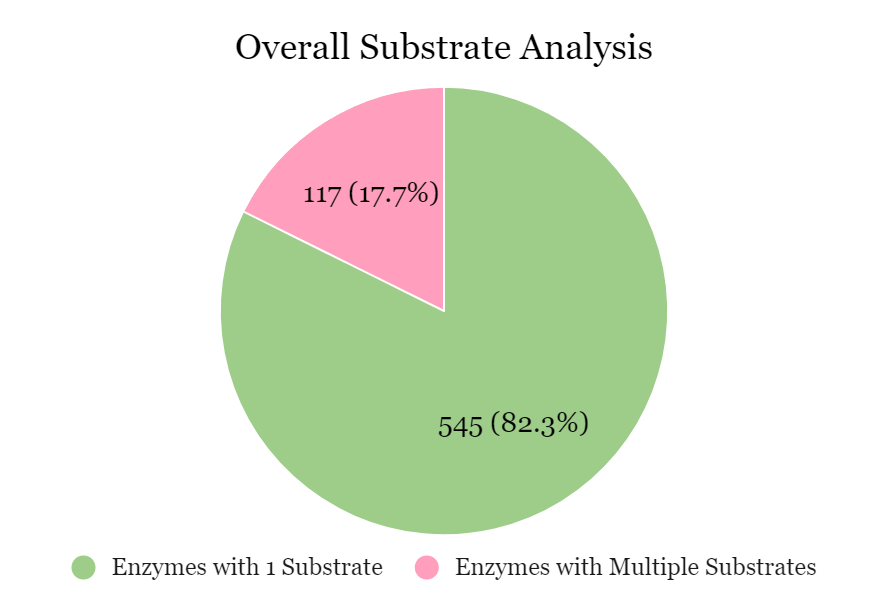 Overall Substrate Analysis
117 (17.7%)
545 (82.3%)
Enzymes with 1 Substrate
Enzymes with Multiple Substrates